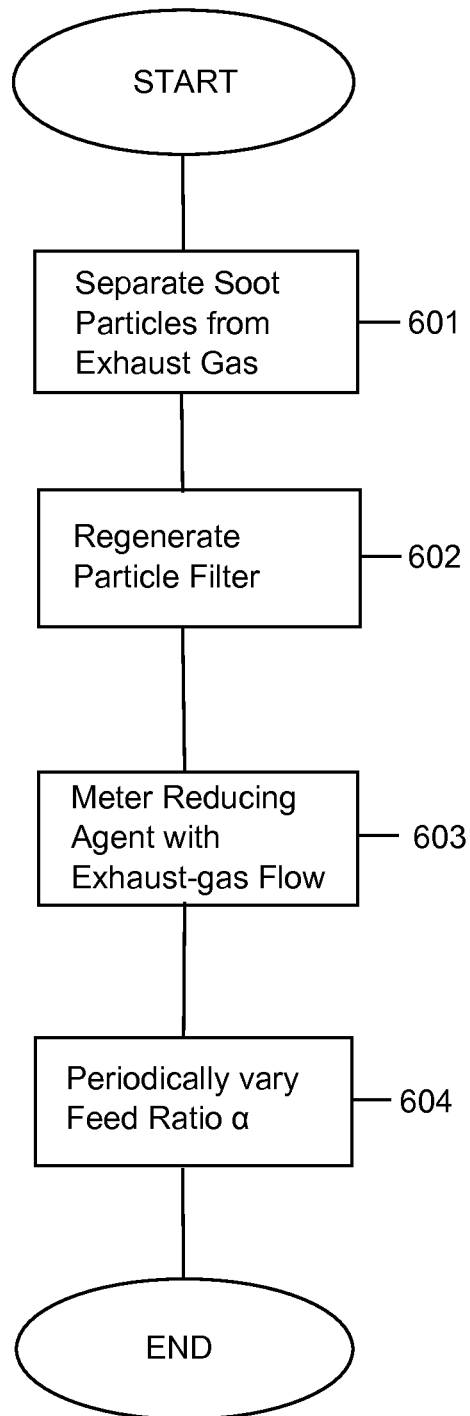 START
Separate Soot
Particles from
Exhaust Gas
601
Regenerate
Particle Filter
602
Meter Reducing
Agent with
Exhaust-gas Flow
603
Periodically vary
Feed Ratio α
604
END